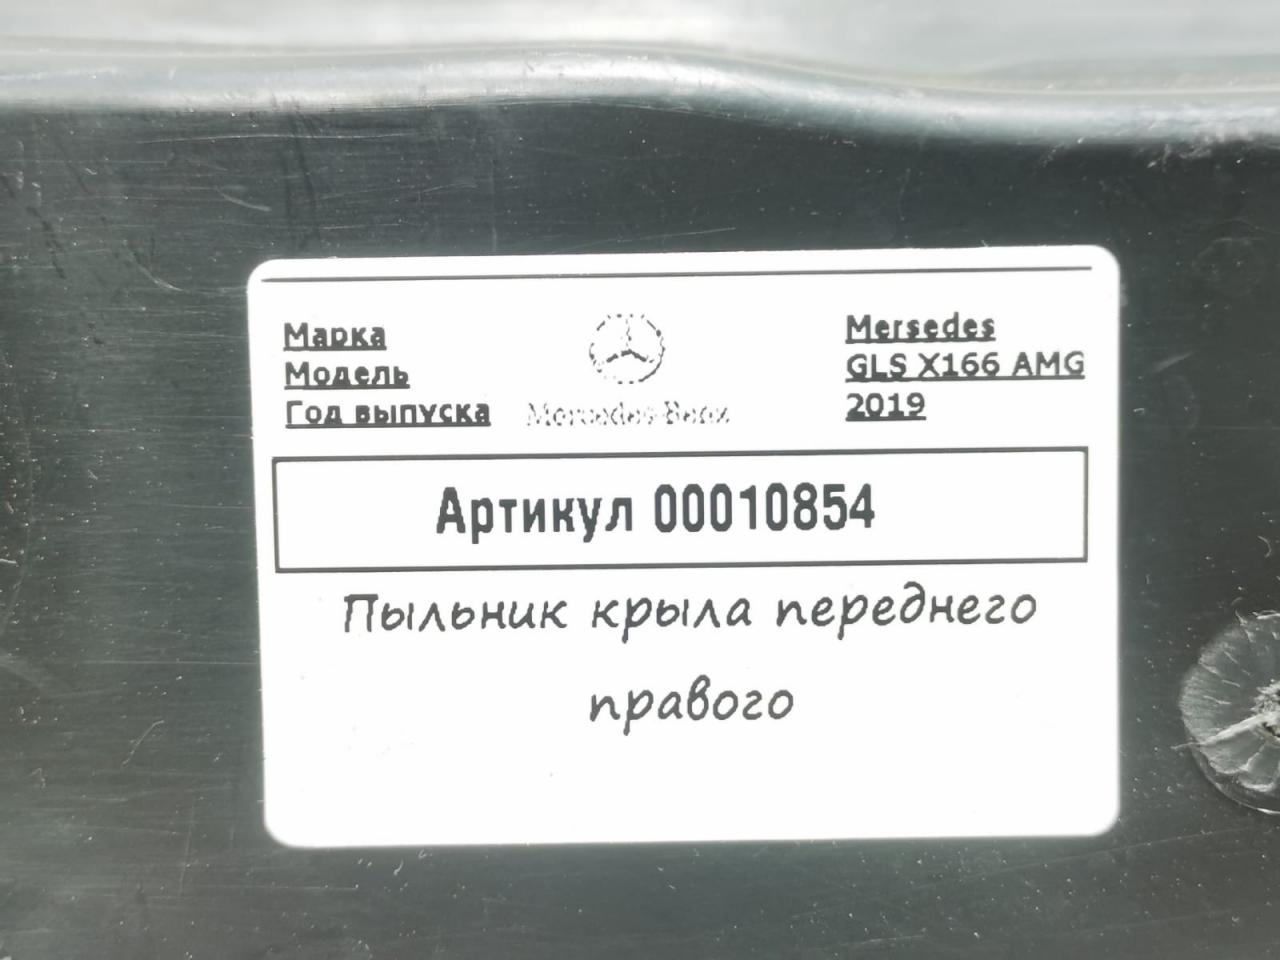 Марка
Модель
Год выпуска
Mercedes-Benz
Mersedes
GLS X166 AMG
2019
Артикул 00010854
Пыльник крыла переднего
правого